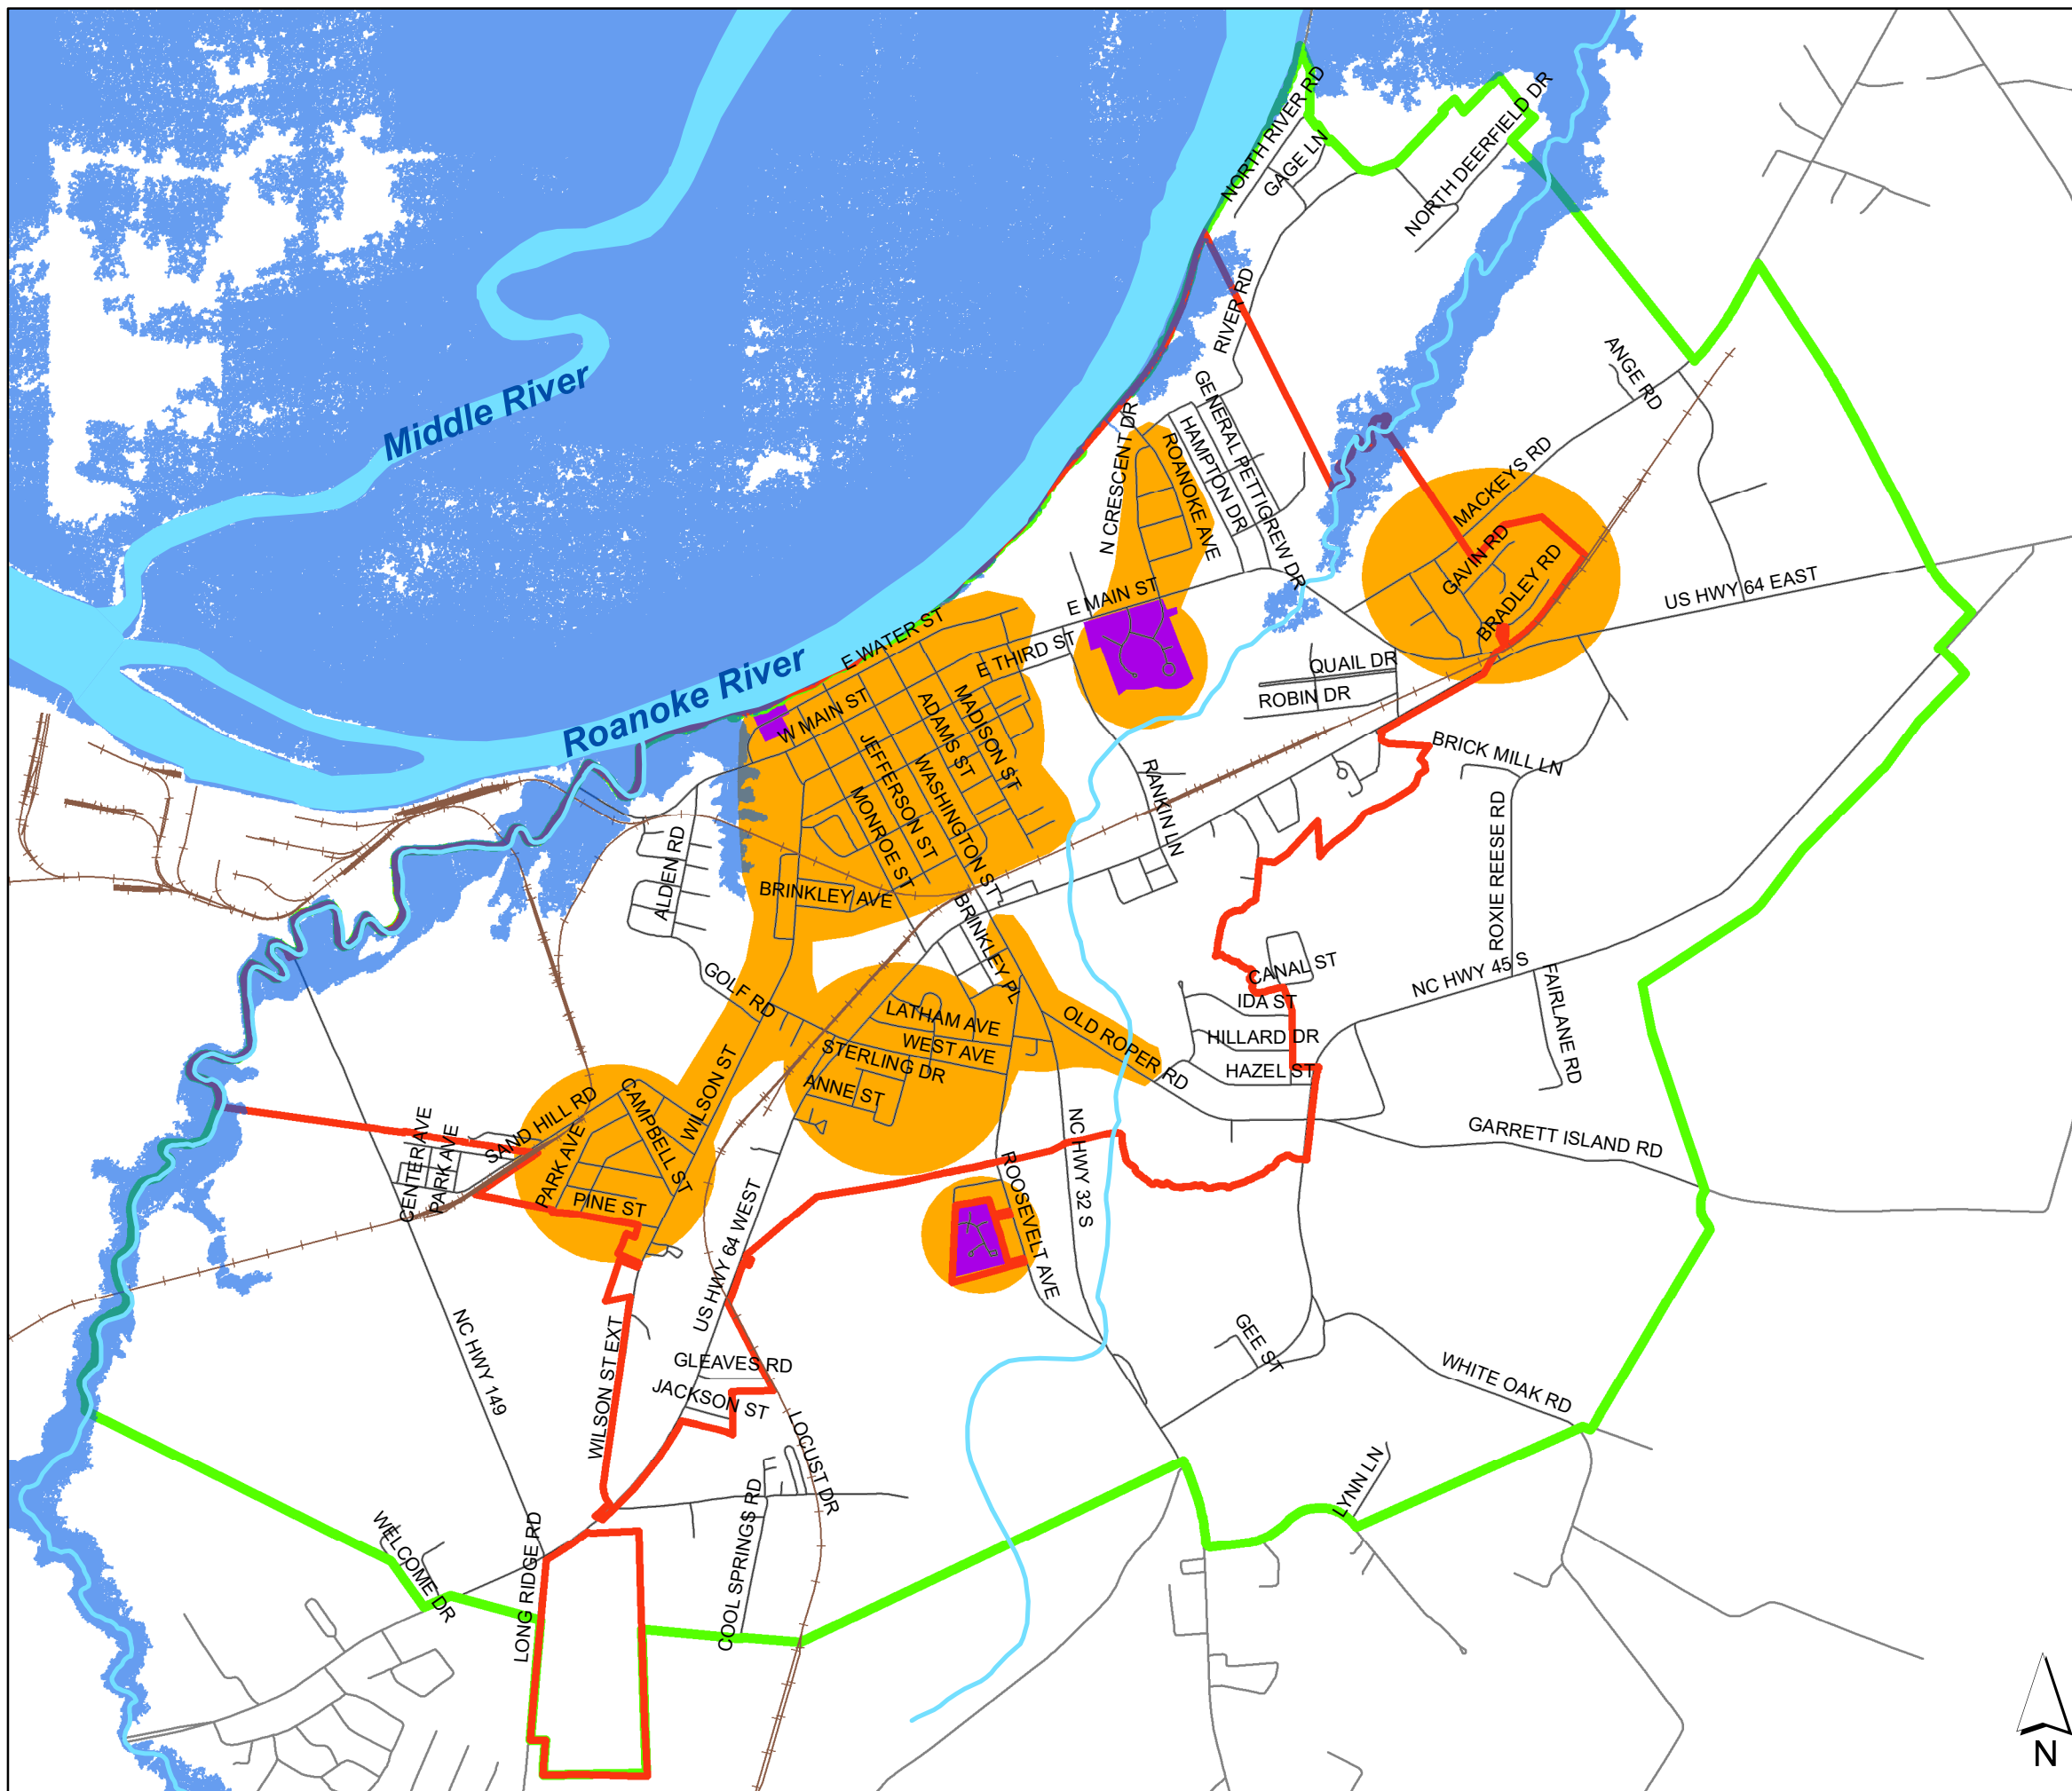 NORTH RIVER RD
GAGE LN
NORTH DEERFIELD DR
RIVER RD
ANGE RD
Middle River
GENERAL PETTIGREW DR
HAMPTON DR
ROANOKE AVE
N CRESCENT DR
MACKEYS RD
GAVIN RD
BRADLEY RD
US HWY 64 EAST
E MAIN ST
E WATER ST
E THIRD ST
QUAIL DR
ROBIN DR
Roanoke River
W MAIN ST
MADISON ST
ADAMS ST
JEFFERSON ST
WASHINGTON ST
MONROE ST
BRICK MILL LN
RANKIN LN
ALDEN RD
BRINKLEY AVE
BRINKLEY PL
ROXIE REESE RD
GOLF RD
CANAL ST
NC HWY 45 S
IDA ST
FAIRLANE RD
LATHAM AVE
OLD ROPER RD
HILLARD DR
WEST AVE
STERLING DR
HAZEL ST
ANNE ST
WILSON ST
CAMPBELL ST
SAND HILL RD
CENTER AVE
PARK AVE
PARK AVE
PINE ST
GARRETT ISLAND RD
NC HWY 32 S
ROOSEVELT AVE
US HWY 64 WEST
NC HWY 149
WILSON ST EXT
GLEAVES RD
JACKSON ST
GEE ST
WHITE OAK RD
LOCUST DR
LYNN LN
COOL SPRINGS RD
WELCOME DR
LONG RIDGE RD
N